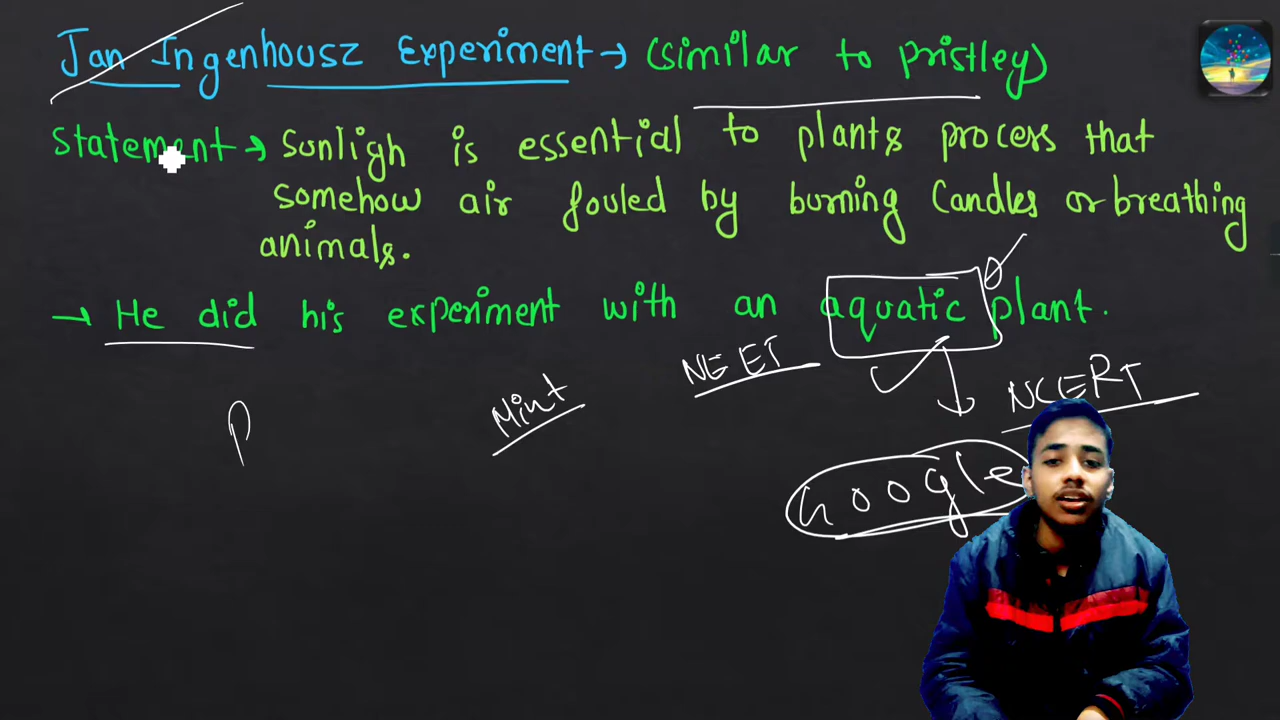 Jan Ingenhousz Experiment → (similar to pristley)
Statement → Sunligh is essential to plants process that
somehow air fouled by burning Candles or breathing
animals.
→ He did his experiment with an aquatic plant.
NEET
Mint
NCERT
Google